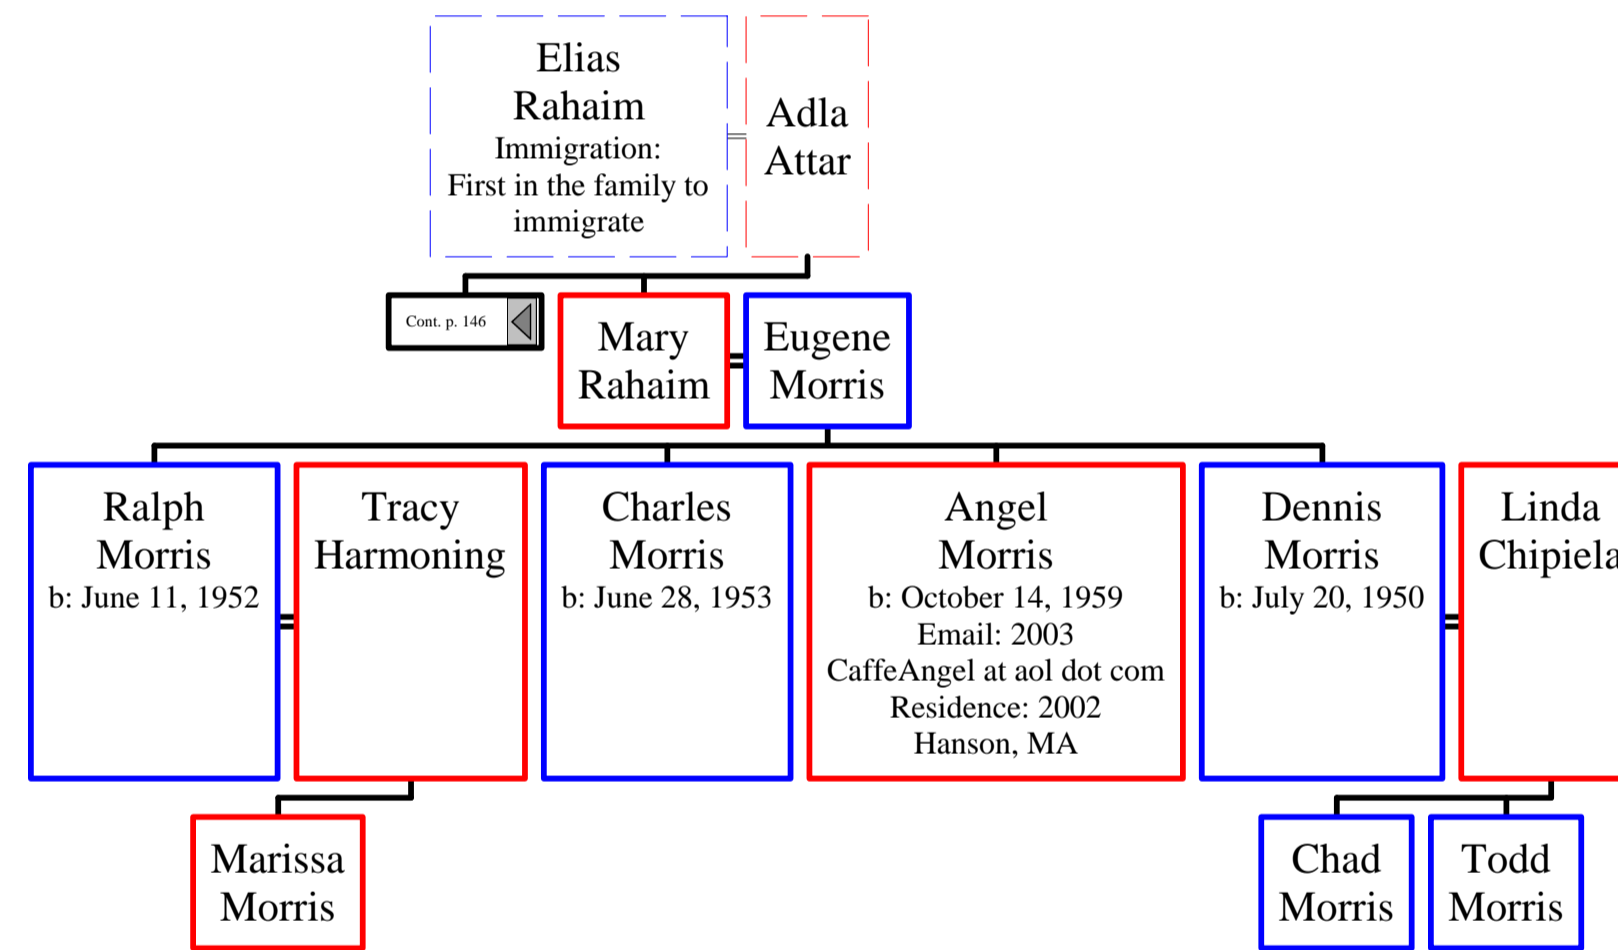 Elias
Rahaim
Immigration:
First in the family to
immigrate
Adla
Attar
Cont. p. 146
Mary
Rahaim
Eugene
Morris
Ralph
Morris
b: June 11, 1952
Tracy
Harmoning
Charles
Morris
b: June 28, 1953
Angel
Morris
b: October 14, 1959
Email: 2003
CaffeAngel at aol dot com
Residence: 2002
Hanson, MA
Dennis
Morris
b: July 20, 1950
Linda
Chipiela
Marissa
Morris
Chad
Morris
Todd
Morris